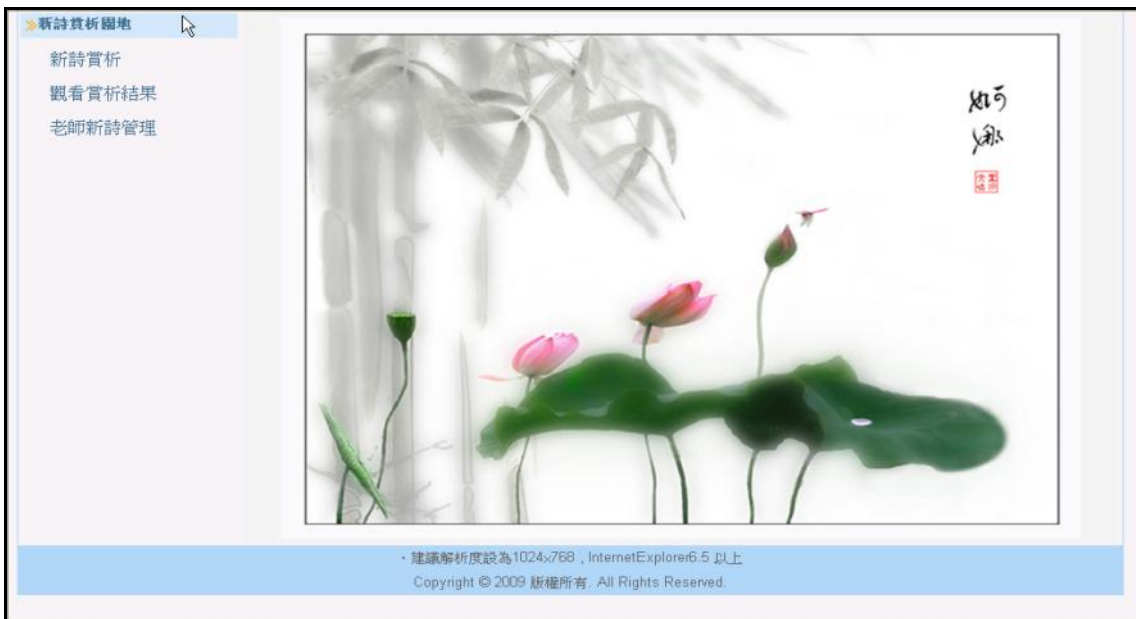 新詩賞析園地
新詩賞析
觀看賞析結果
老師新詩管理
婀
娜
・建議解析度設為1024x768 , InternetExplorer6.5 以上
Copyright © 2009 版權所有. All Rights Reserved.